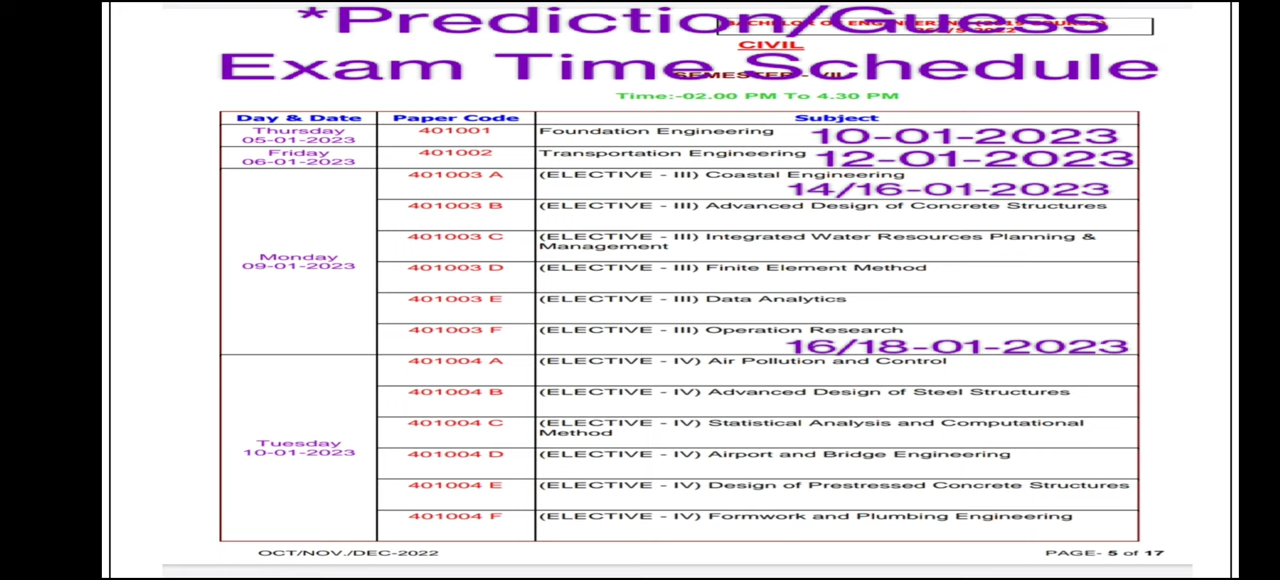 *Prediction/Guess
CIVIL
Exam Time Schedule
SEMESTER - VII
Time:-02.00 PM To 4.30 PM
Day & Date Paper Code Subject
Thursday 05-01-2023 401001 Foundation Engineering 10-01-2023
Friday 06-01-2023 401002 Transportation Engineering 12-01-2023
401003 A (ELECTIVE - III) Coastal Engineering
14/16-01-2023
401003 B (ELECTIVE - III) Advanced Design of Concrete Structures
401003 C (ELECTIVE - III) Integrated Water Resources Planning &
Management
Monday
09-01-2023
401003 D (ELECTIVE - III) Finite Element Method
401003 E (ELECTIVE - III) Data Analytics
401003 F (ELECTIVE - III) Operation Research
16/18-01-2023
401004 A (ELECTIVE - IV) Air Pollution and Control
401004 B (ELECTIVE - IV) Advanced Design of Steel Structures
401004 C (ELECTIVE - IV) Statistical Analysis and Computational
Method
Tuesday
10-01-2023
401004 D (ELECTIVE - IV) Airport and Bridge Engineering
401004 E (ELECTIVE - IV) Design of Prestressed Concrete Structures
401004 F (ELECTIVE - IV) Formwork and Plumbing Engineering
OCT/NOV./DEC-2022 PAGE- 5 of 17